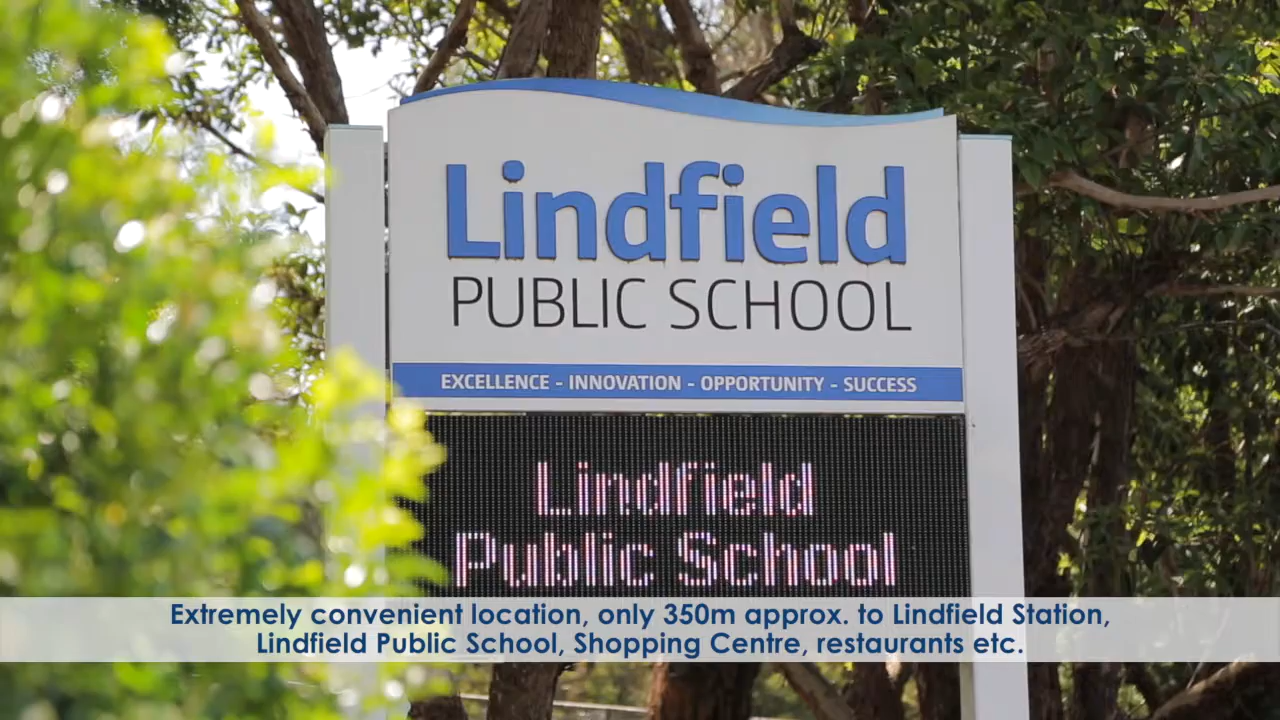 Lindfield
PUBLIC SCHOOL
EXCELLENCE - INNOVATION - OPPORTUNITY - SUCCESS
Lindfield
Public School
Extremely convenient location, only 350m approx. to Lindfield Station,
Lindfield Public School, Shopping Centre, restaurants etc.